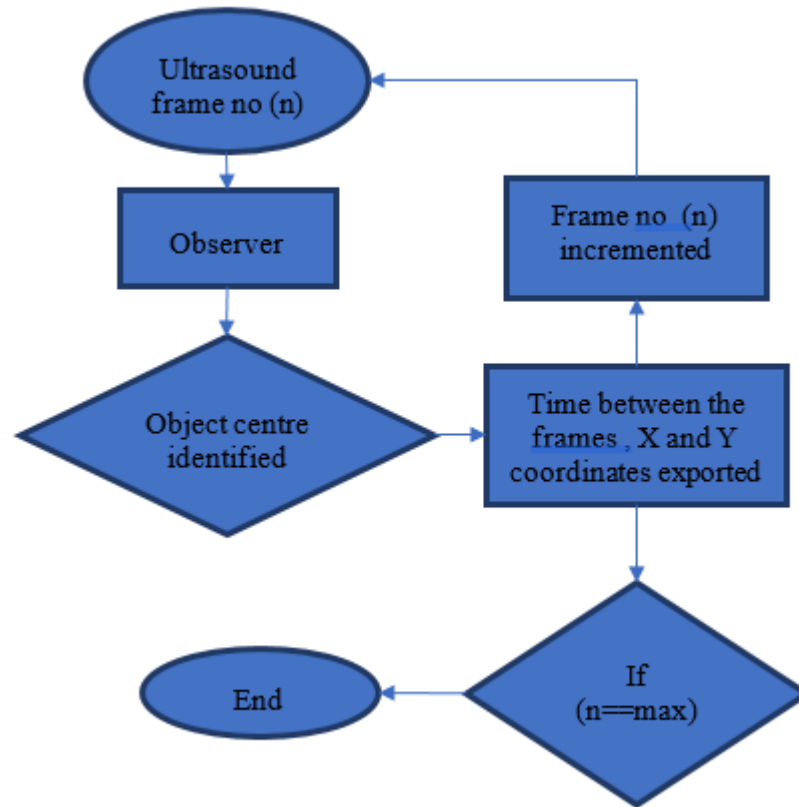 Ultrasound
frame no (n)
Observer
Object centre
identified
Time between the
frames , X and Y
coordinates exported
Frame no  (n)
incremented
If
(n==max)
End